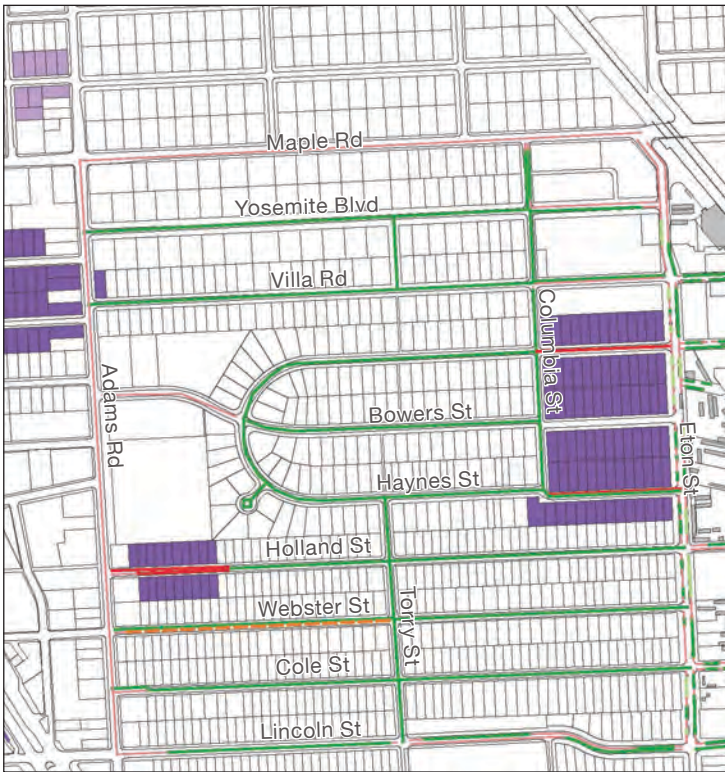 Maple Rd
Yosemite Blvd
Villa Rd
Columbia St
Adams Rd
Bowers St
Eton St
Haynes St
Holland St
Webster St
Torry St
Cole St
Lincoln St